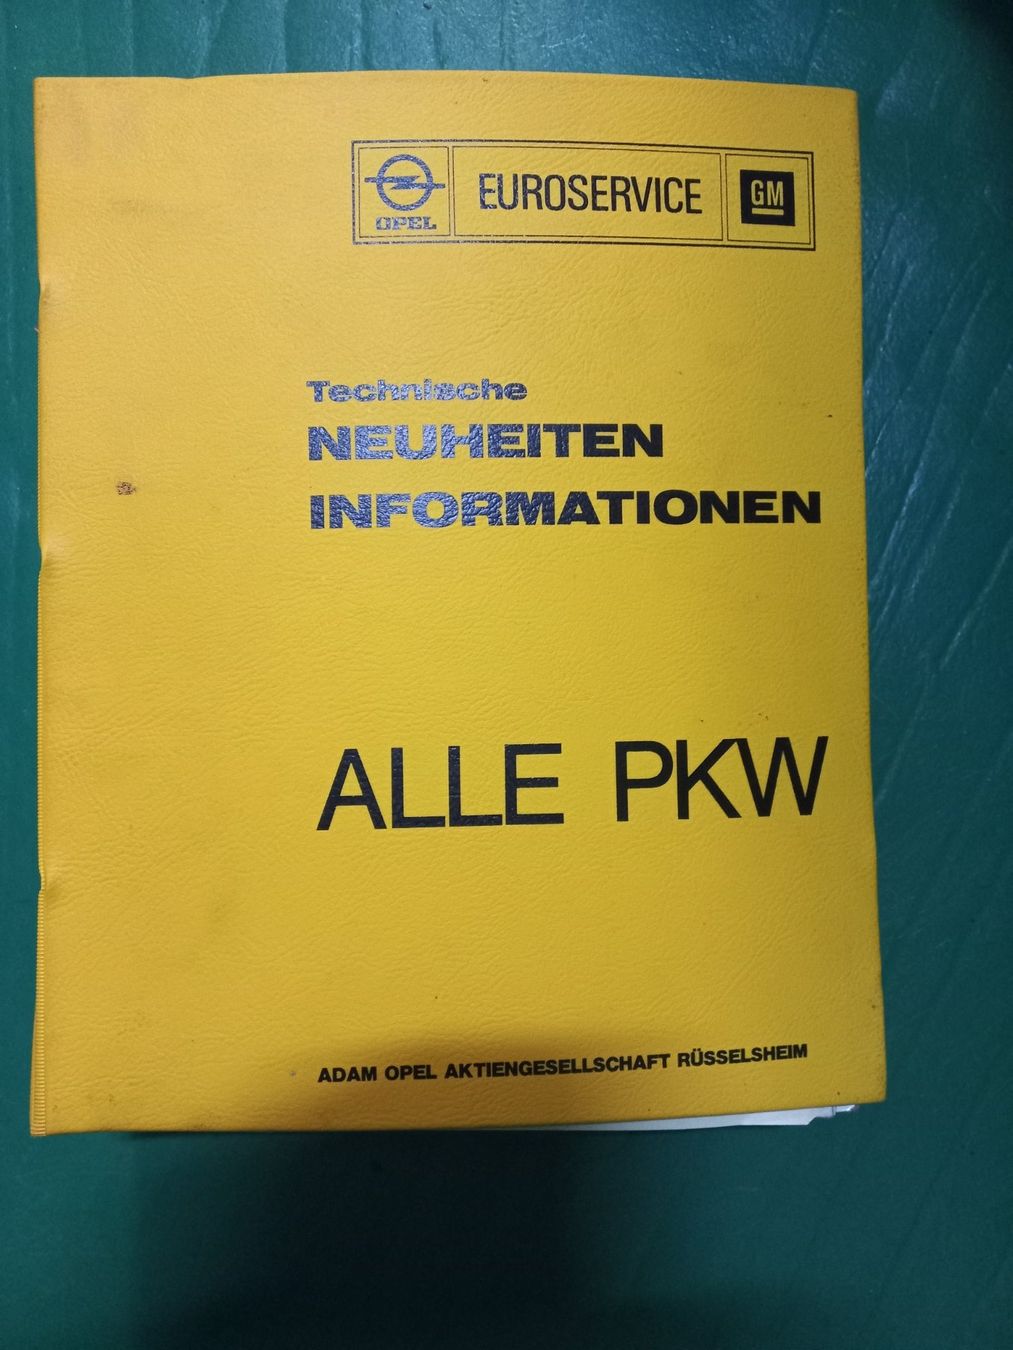 OPEL
EUROSERVICE
GM
Technische
NEUHEITEN
INFORMATIONEN
ALLE PKW
ADAM OPEL AKTIENGESELLSCHAFT RÜSSELSHEIM